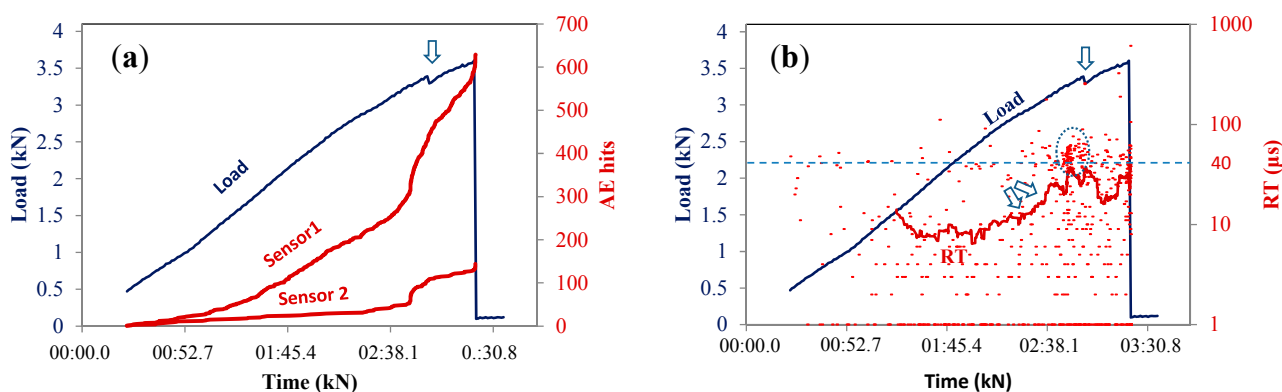 (a)
4
3.5
3
2.5
2
1.5
1
0.5
0
Load (kN)
700
600
500
400
300
200
100
0
AE hits
Load
Sensor1
Sensor 2
00:00.0 00:52.7 01:45.4 02:38.1 0:30.8
Time (kN)
(b)
4
3.5
3
2.5
2
1.5
1
0.5
0
Load (kN)
1000
100
40
10
1
RT (µs)
Load
RT
00:00.0 00:52.7 01:45.4 02:38.1 03:30.8
Time (kN)